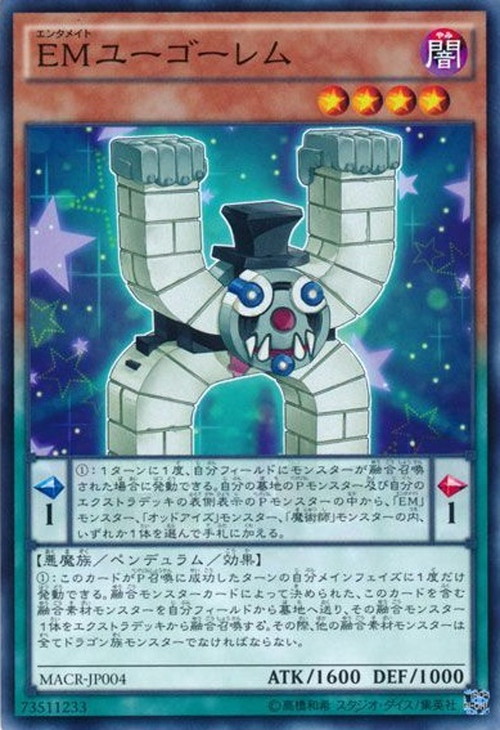 エンタメイト
EMユーゴーレム
やみ
闇
①：1ターンに1度、自分フィールドにモンスターが融合召喚
された場合に発動できる。自分の墓地のPモンスター及び自分の
エクストラデッキの表側表示のPモンスターの中から、「EM」
モンスター、「オッドアイズ」モンスター、「魔術師」モンスターの内、
いずれか1体を選んで手札に加える。
1
1
【悪魔族／ペンデュラム／効果】
①：このカードがP召喚に成功したターンの自分メインフェイズに1度だけ
発動できる。融合モンスターカードによって決められた、このカードを含む
融合素材モンスターを自分フィールドから墓地へ送り、その融合モンスター
1体をエクストラデッキから融合召喚する。その際、他の融合素材モンスターは
全てドラゴン族モンスターでなければならない。
MACR-JP004
ATK/1600 DEF/1000
73511233
©高橋和希 スタジオ・ダイス/集英社